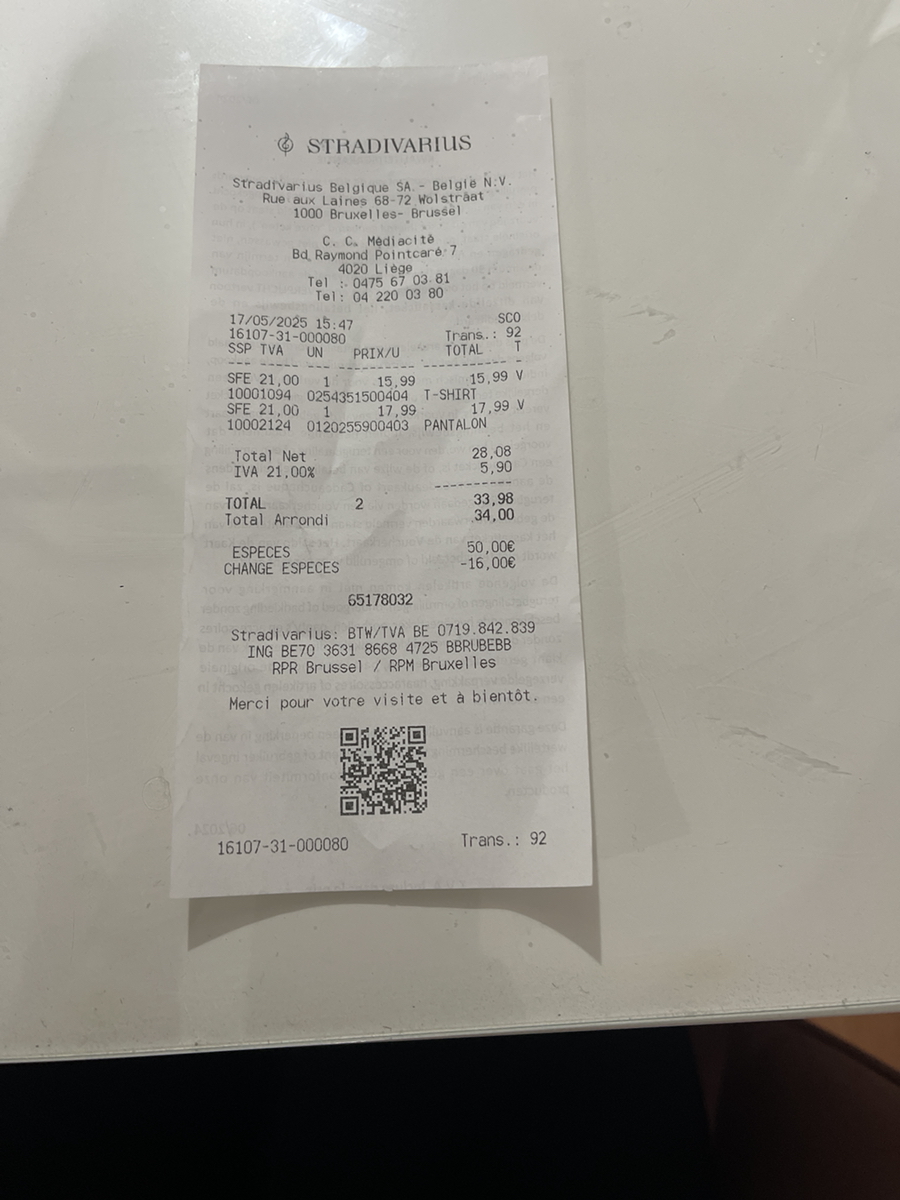 STRADIVARIUS
Stradivarius Belgique SA.- Belgie N.V.
Rue aux Laines 68-72 Wolstraat
1000 Bruxelles- Brussel
C. C. Médiacité
Bd. Raymond Pointcaré 7
4020 Liège
Tel : 0475 67 03 81
Tel: 04 220 03 80
17/05/2025 15:47 SCO
16107-31-000080 Trans.: 92
SSP TVA UN PRIX/U TOTAL T
--- ----- --- ---------- ----------- -
SFE 21,00 1 15,99 15,99 V
10001094 0254351500404 T-SHIRT
SFE 21,00 1 17,99 17,99 V
10002124 0120255900403 PANTALON
Total Net 28,08
IVA 21,00% 5,90
----------
TOTAL 2 33,98
Total Arrondi 34,00
ESPECES 50,00€
CHANGE ESPECES -16,00€
65178032
Stradivarius: BTW/TVA BE 0719.842.839
ING BE70 3631 8668 4725 BBRUBEBB
RPR Brussel / RPM Bruxelles
Merci pour votre visite et à bientôt.
16107-31-000080 Trans.: 92